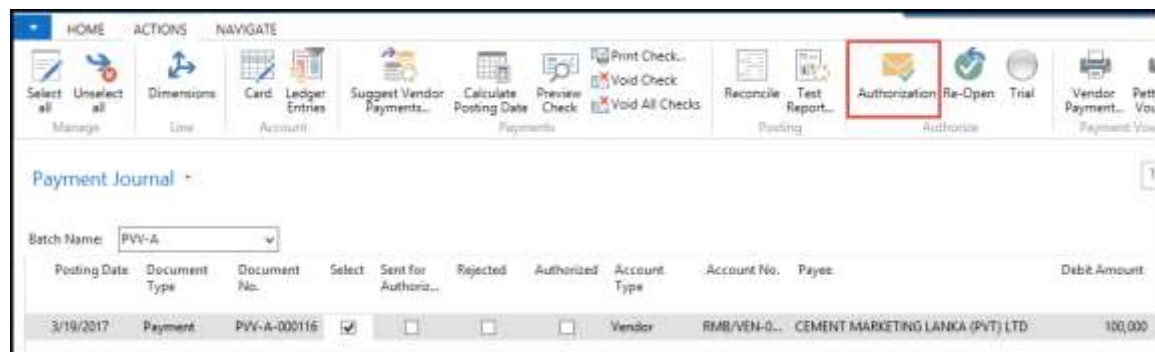 HOME ACTIONS NAVIGATE
Select all
Unselect all
Dimensions
Card
Ledger Entries
Suggest Vendor Payments...
Calculate Posting Date
Preview Check
Print Check...
Void Check
Void All Checks
Reconcile
Test Report...
Authorization
Re-Open
Trial
Vendor Payment...
Manage
Line
Account
Payments
Posting
Authorize
Payment Journal
Batch Name: PVV-A
Posting Date Document Type Document No. Select Sent for Authoriz... Rejected Authorized Account Type Account No. Payee Debit Amount
3/19/2017 Payment PVV-A-000116 Vendor RMB/VEN-0... CEMENT MARKETING LANKA (PVT) LTD 100,000